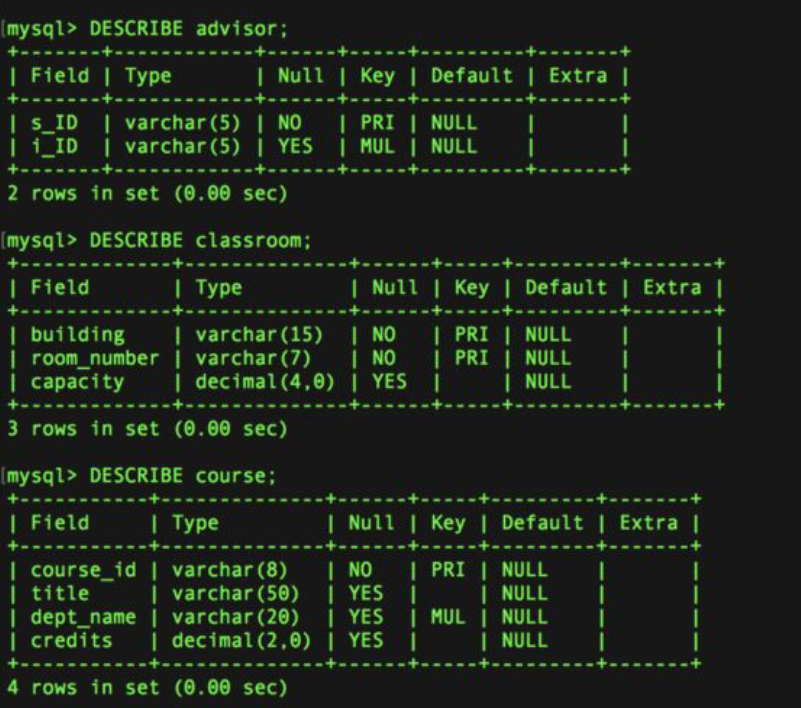 mysql> DESCRIBE advisor;
+-------+------------+------+-----+---------+-------+
| Field | Type       | Null | Key | Default | Extra |
+-------+------------+------+-----+---------+-------+
| s_ID  | varchar(5) | NO   | PRI | NULL    |       |
| i_ID  | varchar(5) | YES  | MUL | NULL    |       |
+-------+------------+------+-----+---------+-------+
2 rows in set (0.00 sec)
mysql> DESCRIBE classroom;
+-------------+--------------+------+-----+---------+-------+
| Field       | Type         | Null | Key | Default | Extra |
+-------------+--------------+------+-----+---------+-------+
| building    | varchar(15)  | NO   | PRI | NULL    |       |
| room_number | varchar(7)   | NO   | PRI | NULL    |       |
| capacity    | decimal(4,0) | YES  |     | NULL    |       |
+-------------+--------------+------+-----+---------+-------+
3 rows in set (0.00 sec)
mysql> DESCRIBE course;
+-----------+--------------+------+-----+---------+-------+
| Field     | Type         | Null | Key | Default | Extra |
+-----------+--------------+------+-----+---------+-------+
| course_id | varchar(8)   | NO   | PRI | NULL    |       |
| title     | varchar(50)  | YES  |     | NULL    |       |
| dept_name | varchar(20)  | YES  | MUL | NULL    |       |
| credits   | decimal(2,0) | YES  |     | NULL    |       |
+-----------+--------------+------+-----+---------+-------+
4 rows in set (0.00 sec)